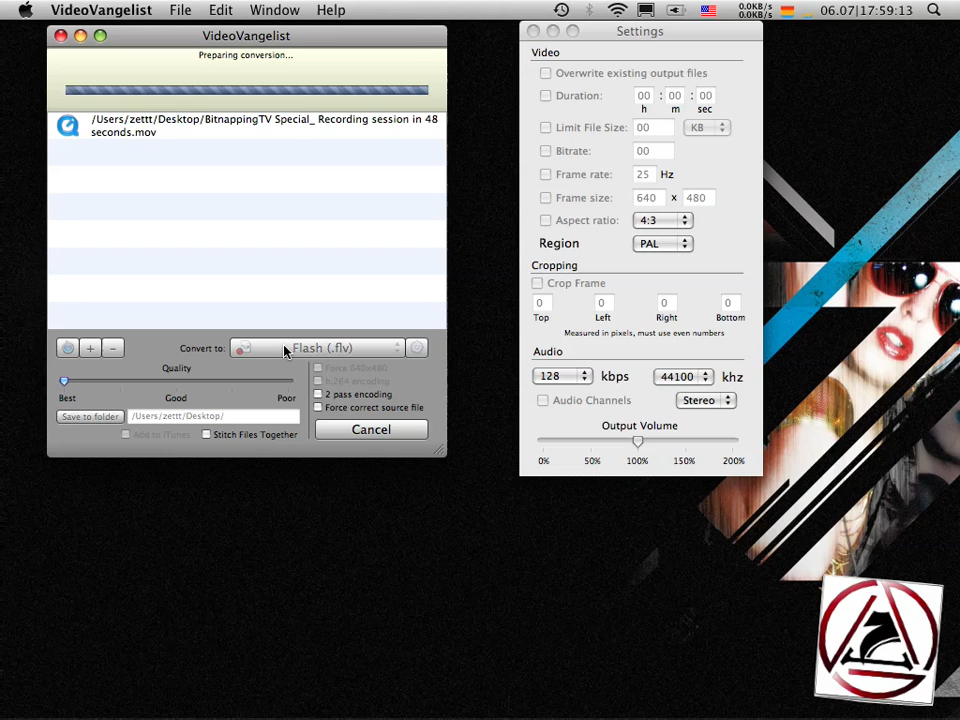 VideoVangelist File Edit Window Help 0.0KB/s 0.0KB/s 06.07|17:59:13
VideoVangelist
Preparing conversion...
/Users/zettt/Desktop/BitnappingTV Special_ Recording session in 48
seconds.mov
Convert to: Flash (.flv)
Quality
Best Good Poor
Force 640x480
h.264 encoding
2 pass encoding
Force correct source file
Save to folder /Users/zettt/Desktop/
Add to iTunes Stitch Files Together
Cancel
Settings
Video
Overwrite existing output files
Duration: 00 : 00 : 00
h m sec
Limit File Size: 00 KB
Bitrate: 00
Frame rate: 25 Hz
Frame size: 640 x 480
Aspect ratio: 4:3
Region PAL
Cropping
Crop Frame
0 0 0 0
Top Left Right Bottom
Measured in pixels, must use even numbers
Audio
128 kbps 44100 khz
Audio Channels Stereo
Output Volume
0% 50% 100% 150% 200%